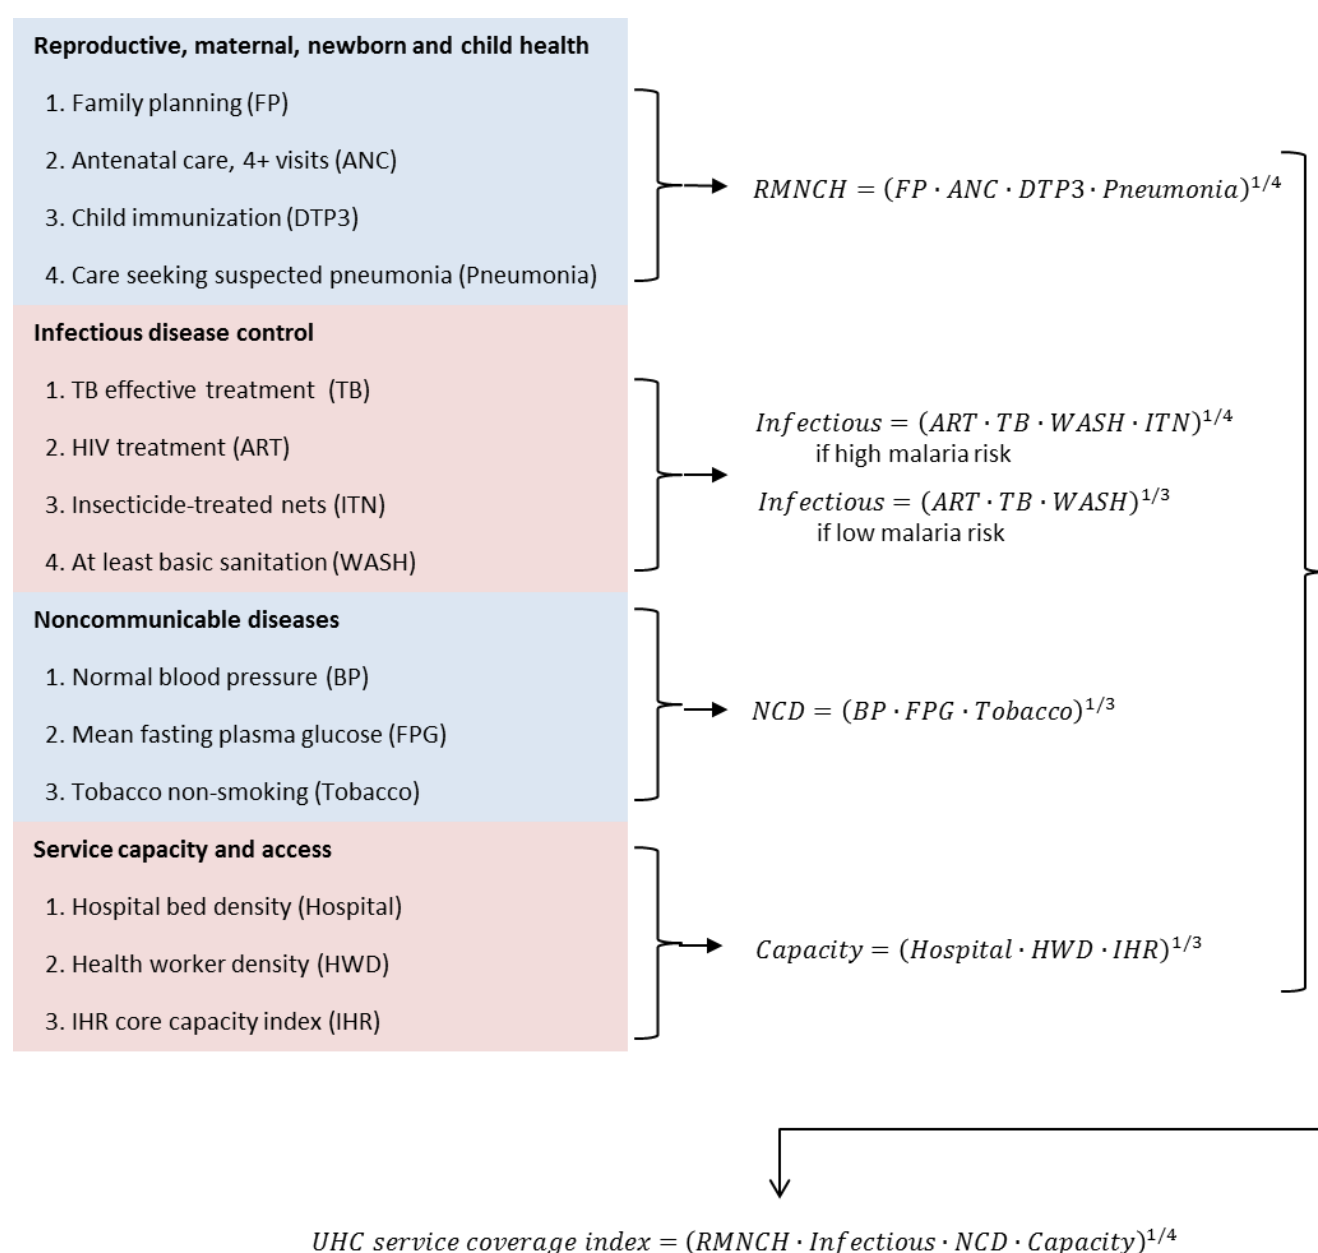 Reproductive, maternal, newborn and child health
1. Family planning (FP)
2. Antenatal care, 4+ visits (ANC)
3. Child immunization (DTP3)
4. Care seeking suspected pneumonia (Pneumonia)
RMNCH = (FP · ANC · DTP3 · Pneumonia)^1/4
Infectious disease control
1. TB effective treatment (TB)
2. HIV treatment (ART)
3. Insecticide-treated nets (ITN)
4. At least basic sanitation (WASH)
Infectious = (ART · TB · WASH · ITN)^1/4
if high malaria risk
Infectious = (ART · TB · WASH)^1/3
if low malaria risk
Noncommunicable diseases
1. Normal blood pressure (BP)
2. Mean fasting plasma glucose (FPG)
3. Tobacco non-smoking (Tobacco)
NCD = (BP · FPG · Tobacco)^1/3
Service capacity and access
1. Hospital bed density (Hospital)
2. Health worker density (HWD)
3. IHR core capacity index (IHR)
Capacity = (Hospital · HWD · IHR)^1/3
UHC service coverage index = (RMNCH · Infectious · NCD · Capacity)^1/4